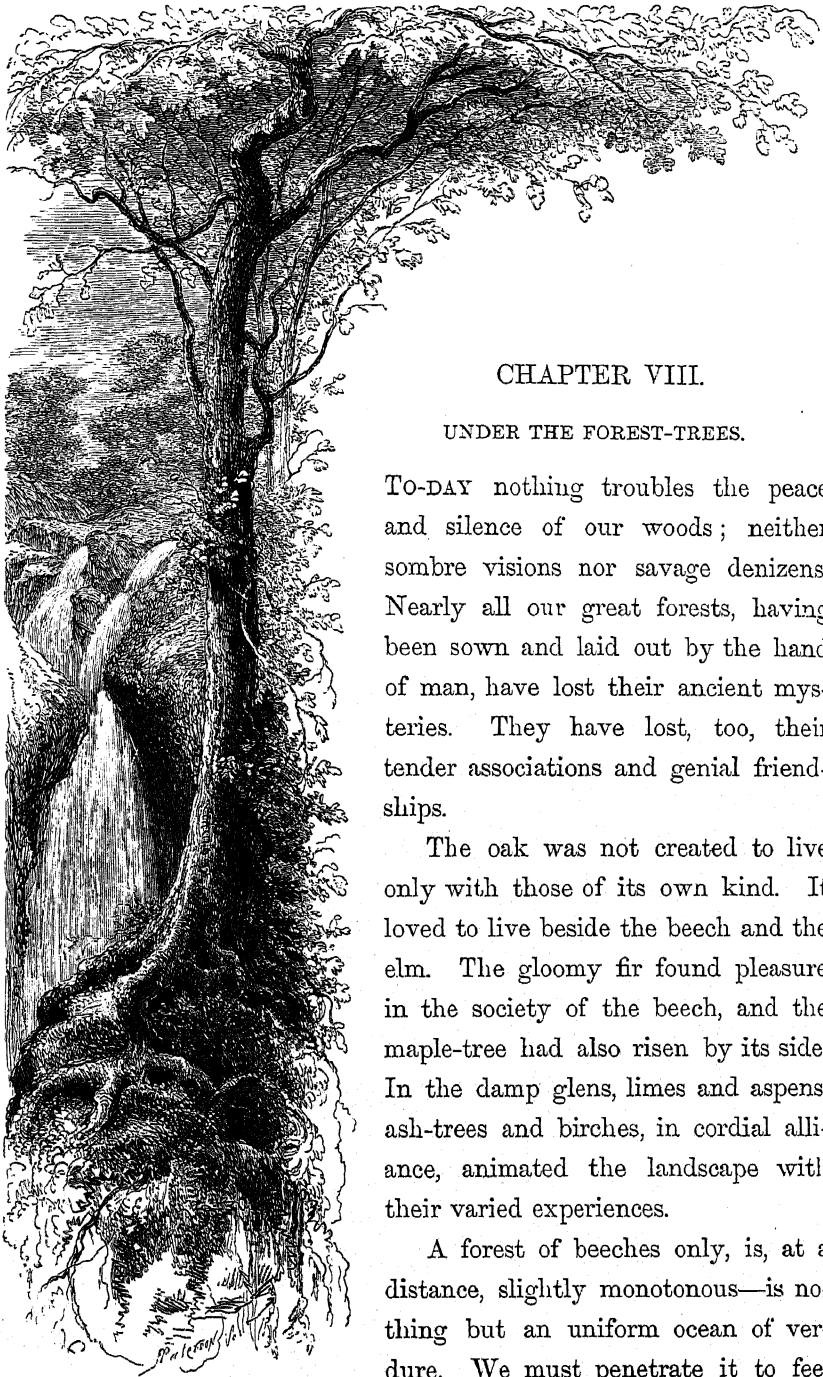 CHAPTER VIII.
UNDER THE FOREST-TREES.
TO-DAY nothing troubles the peace
and silence of our woods; neither
sombre visions nor savage denizens
Nearly all our great forests, having
been sown and laid out by the hand
of man, have lost their ancient mys-
teries. They have lost, too, their
tender associations and genial friend-
ships.
The oak was not created to live
only with those of its own kind. It
loved to live beside the beech and the
elm. The gloomy fir found pleasure
in the society of the beech, and the
maple-tree had also risen by its side
In the damp glens, limes and aspens
ash-trees and birches, in cordial alli-
ance, animated the landscape with
their varied experiences.
A forest of beeches only, is, at a
distance, slightly monotonous—is no
thing but an uniform ocean of ver
dure. We must penetrate it to fee